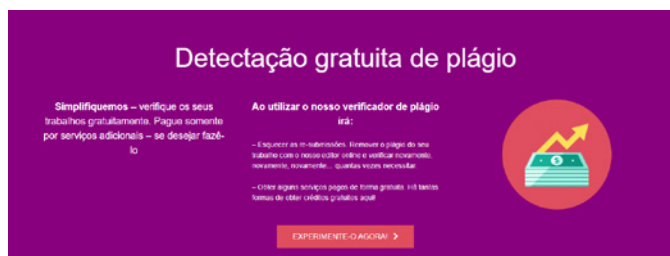 Detectação gratuita de plágio
Simplifiquemos – verifique os seus
trabalhos gratuitamente. Pague somente
por serviços adicionais – se desejar fazê-
lo
Ao utilizar o nosso verificador de plágio
irá:
– Esquecer as re-submissões. Remover o plágio do seu
trabalho com o nosso editor online e verificar novamente,
novamente, novamente... quantas vezes necessitar.
– Obter alguns serviços pagos de forma gratuita. Há tantas
formas de obter créditos gratuitos aqui!
EXPERIMENTE-O AGORA!